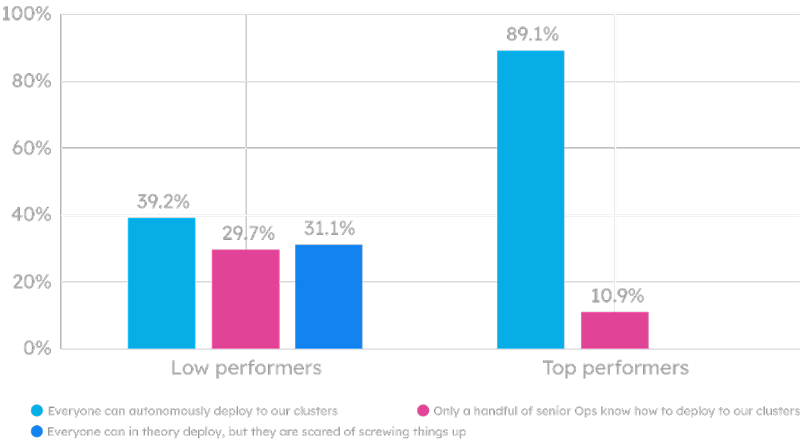 100%
89.1%
80%
60%
39.2%
40%
29.7%
31.1%
20%
10.9%
0%
Low performers
Top performers
Everyone can autonomously deploy to our clusters
Only a handful of senior Ops know how to deploy to our clusters
Everyone can in theory deploy, but they are scared of screwing things up